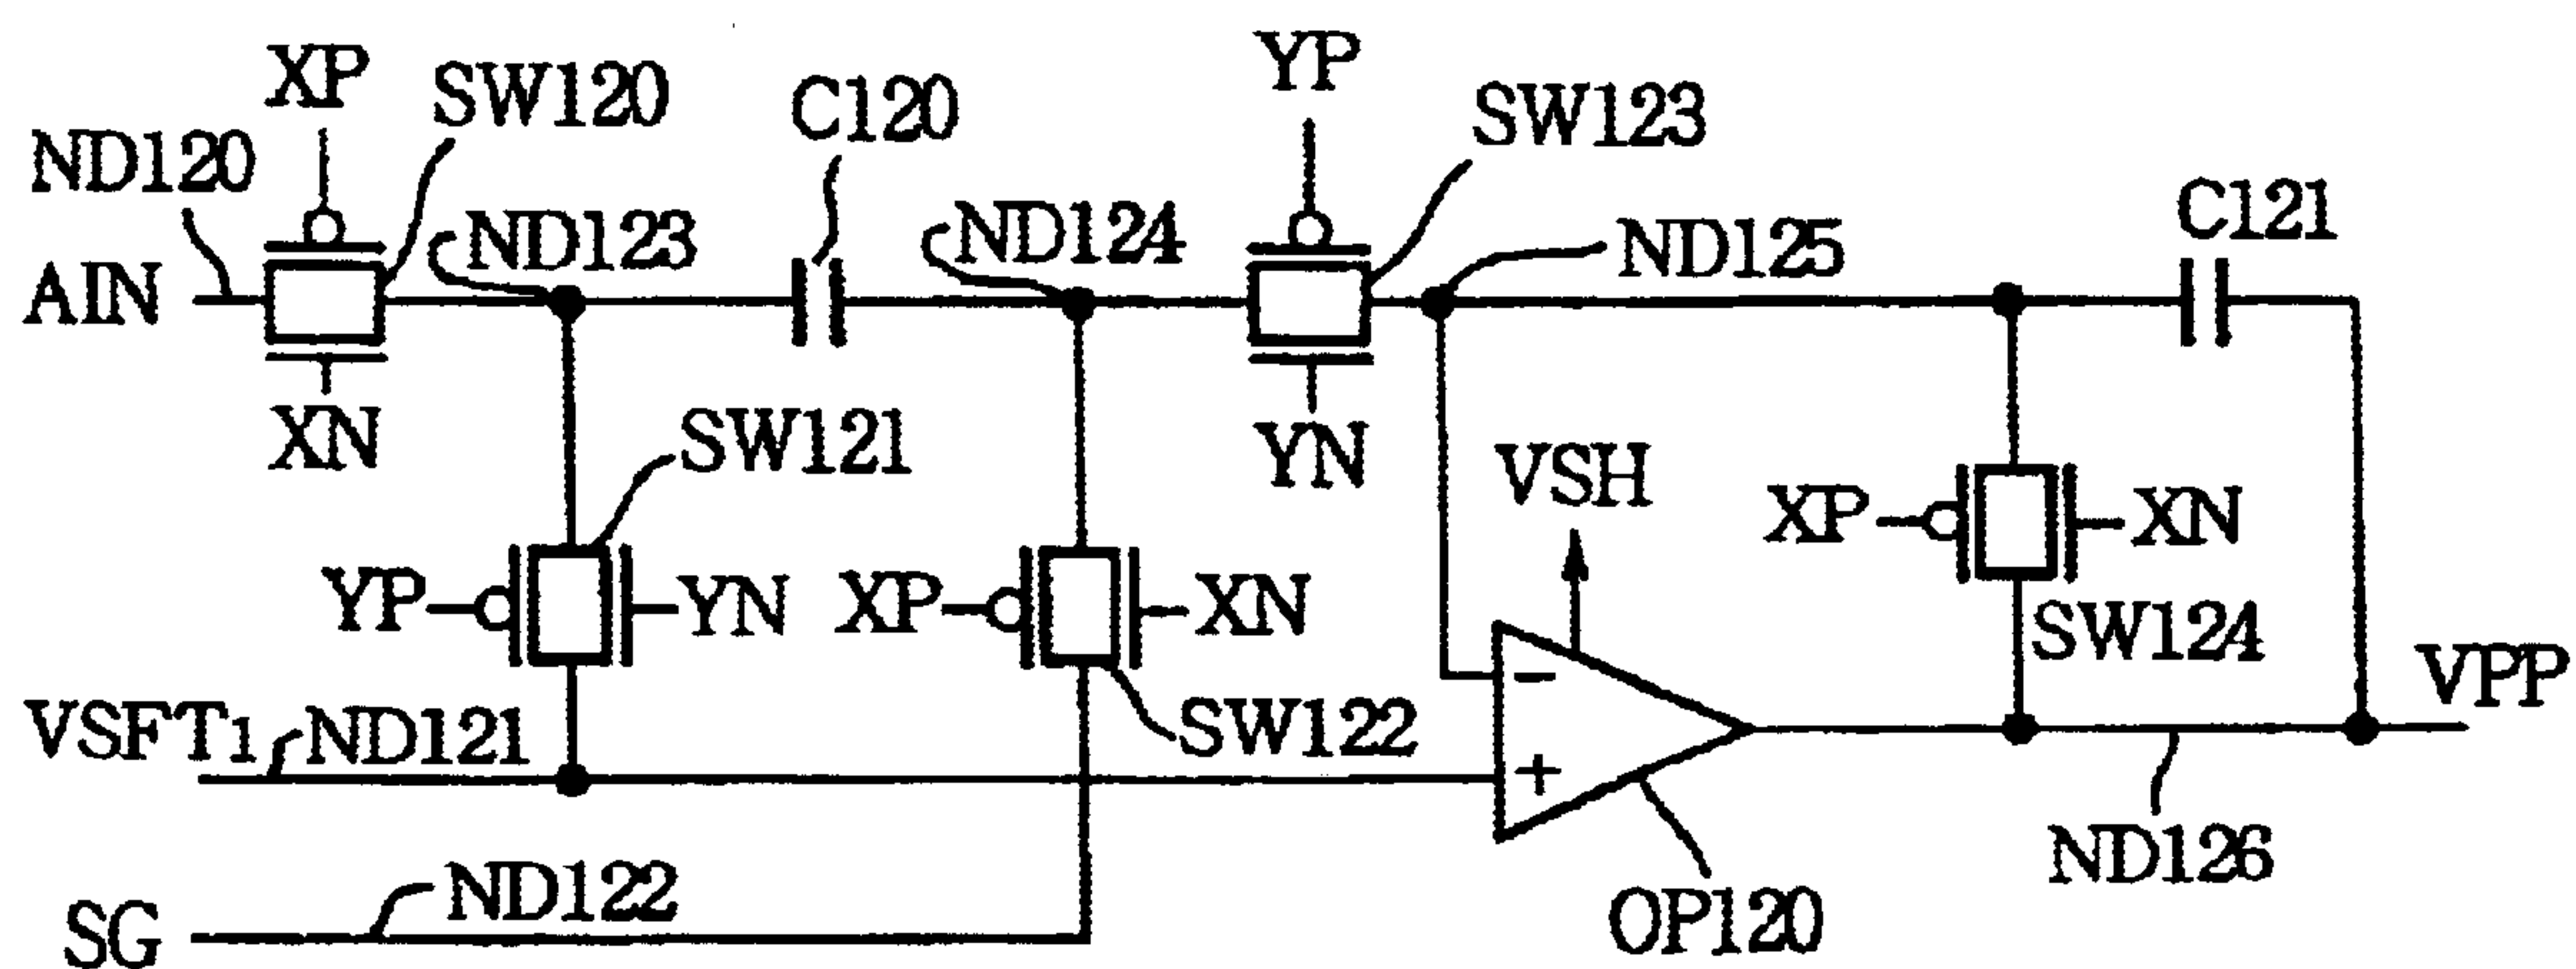 XP
SW120
C120
YP
SW123
ND120
ND123
ND124
ND125
C121
AIN
XN
SW121
YN
VSH
XP
XN
YP
YN
XP
XN
SW124
VSFT1
ND121
SW122
VPP
-
+
SG
ND122
OP120
ND126